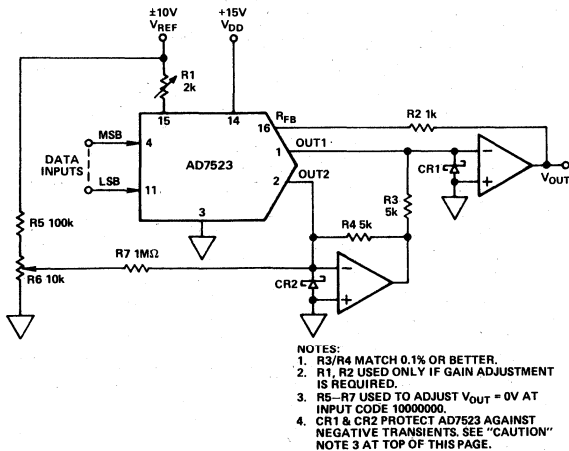 ±10V
VREF
+15V
VDD
R1
2k
15
14
RFB
16
R2 1k
MSB
4
DATA
INPUTS
LSB
11
AD7523
1
OUT1
2
OUT2
3
CR1
VOUT
R3
5k
R4 5k
R5 100k
R7 1MΩ
R6 10k
CR2
NOTES:
1. R3/R4 MATCH 0.1% OR BETTER.
2. R1, R2 USED ONLY IF GAIN ADJUSTMENT
IS REQUIRED.
3. R5–R7 USED TO ADJUST VOUT = 0V AT
INPUT CODE 10000000.
4. CR1 & CR2 PROTECT AD7523 AGAINST
NEGATIVE TRANSIENTS. SEE "CAUTION"
NOTE 3 AT TOP OF THIS PAGE.